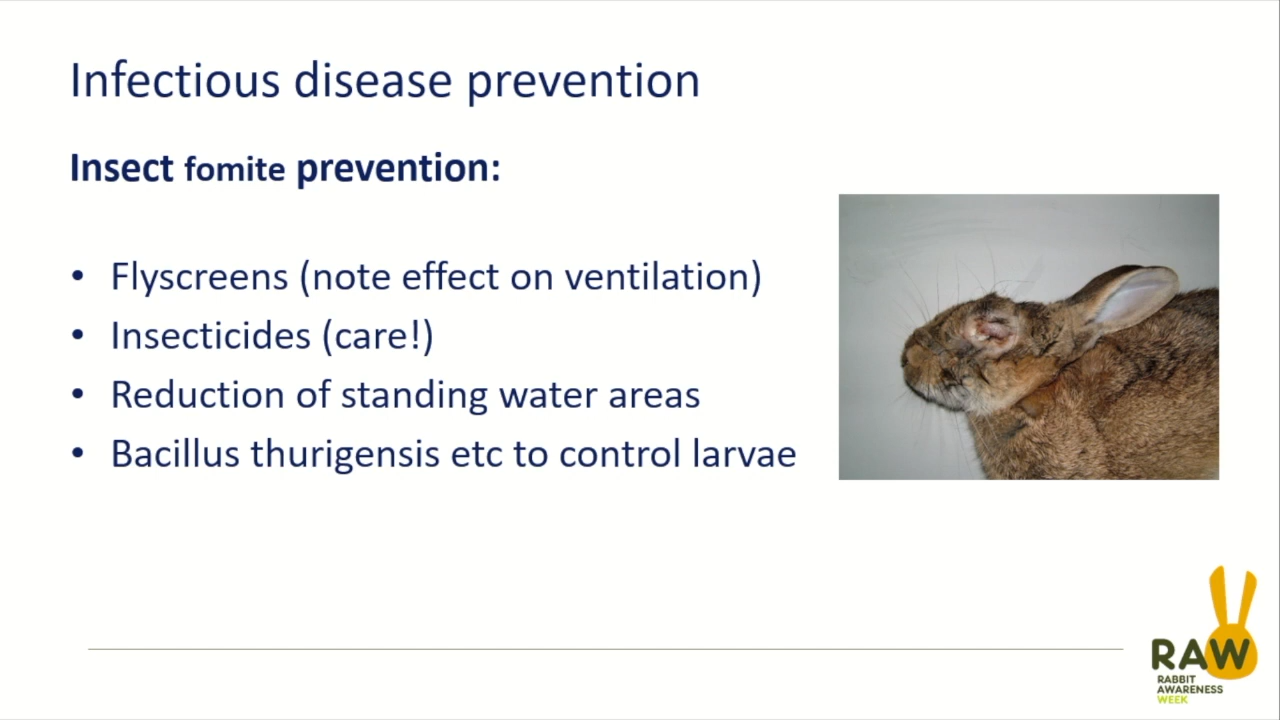 Infectious disease prevention
Insect fomite prevention:
• Flyscreens (note effect on ventilation)
• Insecticides (care!)
• Reduction of standing water areas
• Bacillus thurigensis etc to control larvae
RAW
RABBIT
AWARENESS
WEEK